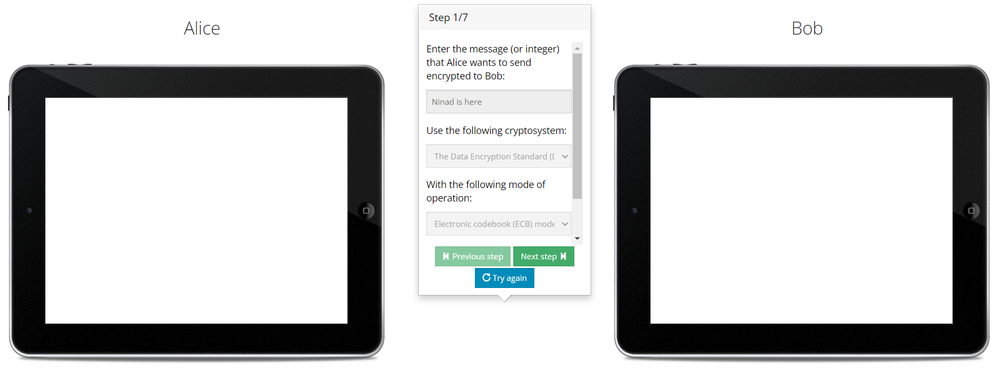 Alice
Step 1/7
Enter the message (or integer)
that Alice wants to send
encrypted to Bob:
Ninad is here
Use the following cryptosystem:
The Data Encryption Standard (D
With the following mode of
operation:
Electronic codebook (ECB) mode
Previous step
Next step
Try again
Bob